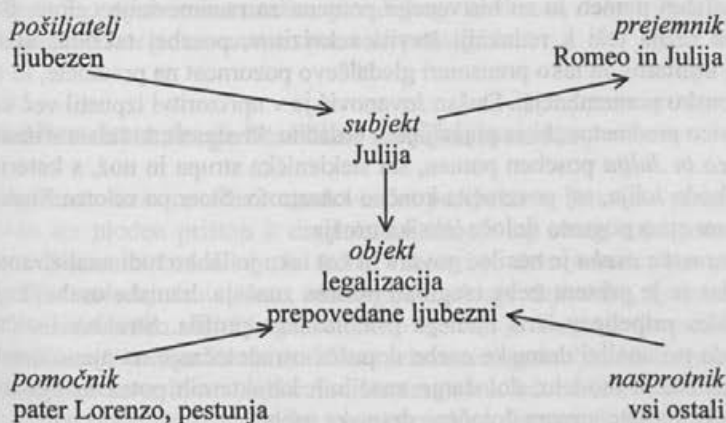 pošiljatelj
ljubezen
prejemnik
Romeo in Julija
subjekt
Julija
objekt
legalizacija
prepovedane ljubezni
pomočnik
pater Lorenzo, pestunja
nasprotnik
vsi ostali